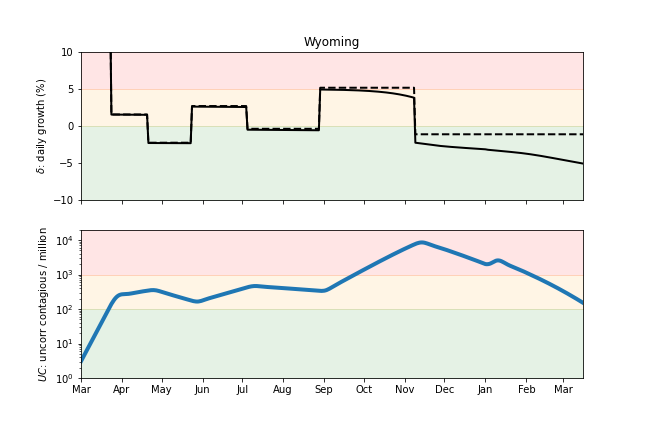 Wyoming
δ: daily growth (%)
10
5
0
−5
−10
UC: uncorr contagious / million
10⁴
10³
10²
10¹
10⁰
Mar Apr May Jun Jul Aug Sep Oct Nov Dec Jan Feb Mar